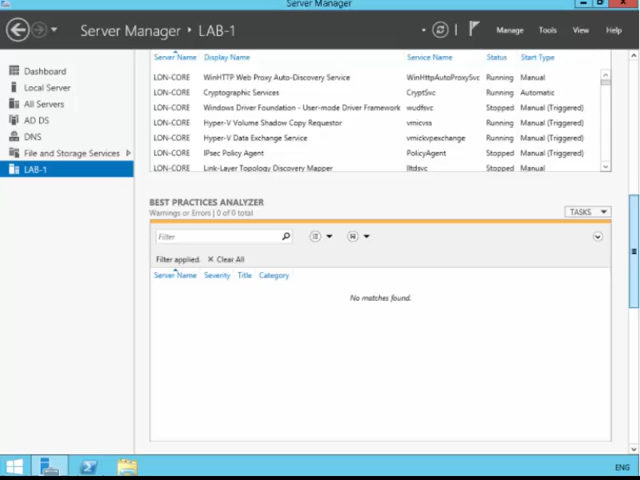 Server Manager
Server Manager • LAB-1
Manage Tools View Help
Dashboard
Local Server
All Servers
AD DS
DNS
File and Storage Services
LAB-1
Server Name Display Name Service Name Status Start Type
LON-CORE WinHTTP Web Proxy Auto-Discovery Service WinHttpAutoProxySvc Running Manual
LON-CORE Cryptographic Services CryptSvc Running Automatic
LON-CORE Windows Driver Foundation - User-mode Driver Framework wudfsvc Stopped Manual (Triggered)
LON-CORE Hyper-V Volume Shadow Copy Requestor vmicvss Running Manual (Triggered)
LON-CORE Hyper-V Data Exchange Service vmickvpexchange Running Manual (Triggered)
LON-CORE IPsec Policy Agent PolicyAgent Stopped Manual (Triggered)
LON-CORE Link-Layer Topology Discovery Mapper lltdsvc Stopped Manual
BEST PRACTICES ANALYZER
Warnings or Errors | 0 of 0 total
TASKS
Filter
Filter applied. × Clear All
Server Name Severity Title Category
No matches found.
ENG